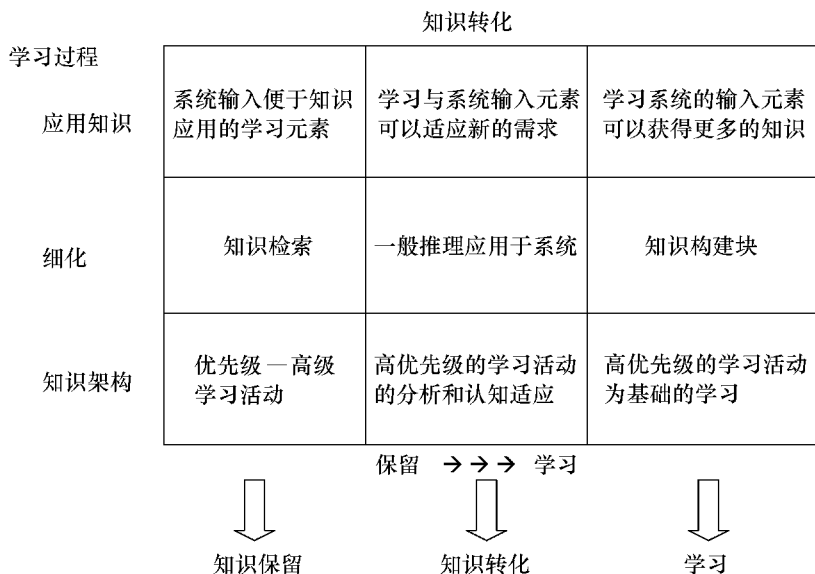 知识转化
学习过程
应用知识
系统输入便于知识
应用的学习元素
学习与系统输入元素
可以适应新的需求
学习系统的输入元素
可以获得更多的知识
细化
知识检索
一般推理应用于系统
知识构建块
知识架构
优先级—高级
学习活动
高优先级的学习活动
的分析和认知适应
高优先级的学习活动
为基础的学习
保留 →→→ 学习
知识保留
知识转化
学习